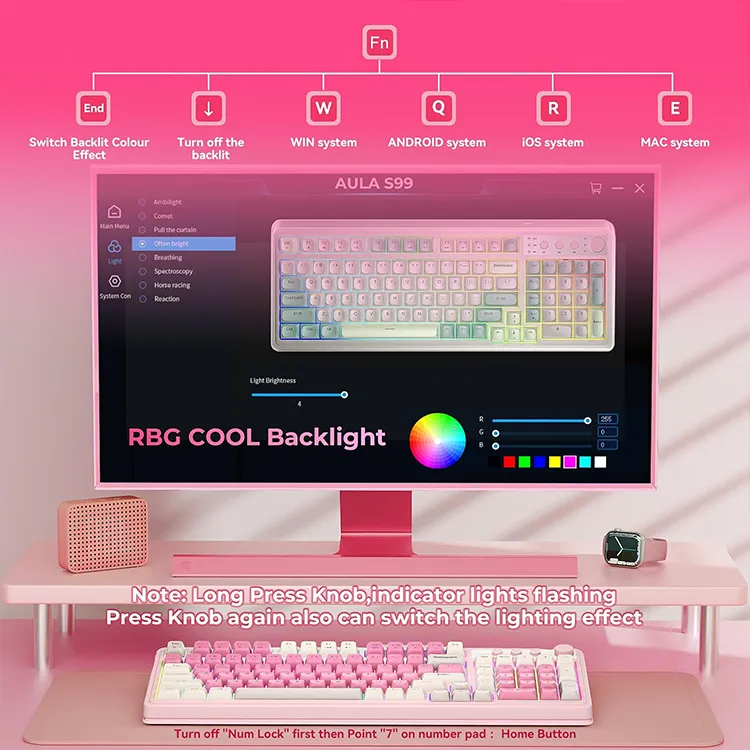 Fn
End
↓
W
Q
R
E
Switch Backlit Colour
Effect
Turn off the
backlit
WIN system
ANDROID system
iOS system
MAC system
AULA S99
Main Menu
Light
System Con
Ambilight
Comet
Pull the curtain
Often bright
Breathing
Spectroscopy
Horse racing
Reaction
Light Brightness
4
RBG COOL Backlight
R 255
G 0
B 0
Note: Long Press Knob,indicator lights flashing
Press Knob again also can switch the lighting effect
Turn off "Num Lock" first then Point "7" on number pad : Home Button